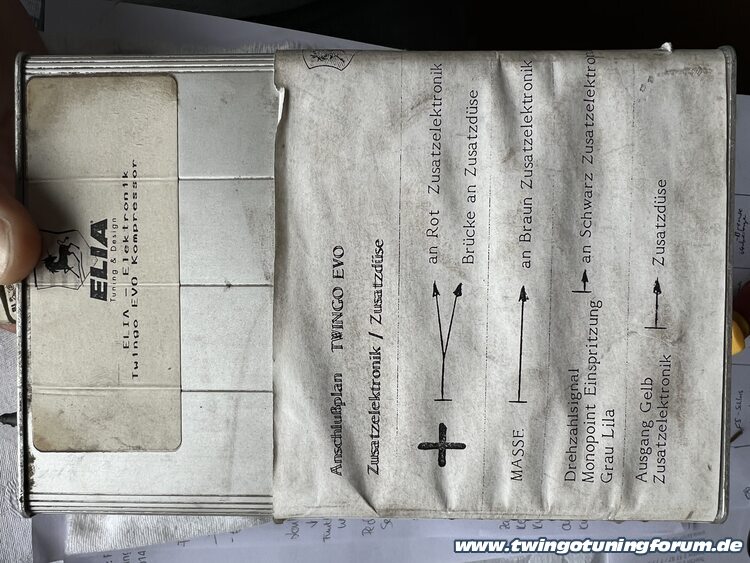 ELIA
Tuning & Design
ELIA - Elektronik
Twingo EVO Kompressor
Anschlußplan TWINGO EVO
Zusatzelektronik / Zusatzdüse
+ an Rot Zusatzelektronik
Brücke an Zusatzdüse
MASSE an Braun Zusatzelektronik
Drehzahlsignal
Monopoint Einspritzung an Schwarz Zusatzelektron
Grau Lila
Ausgang Gelb
Zusatzelektronik Zusatzdüse
www.twingotuningforum.de